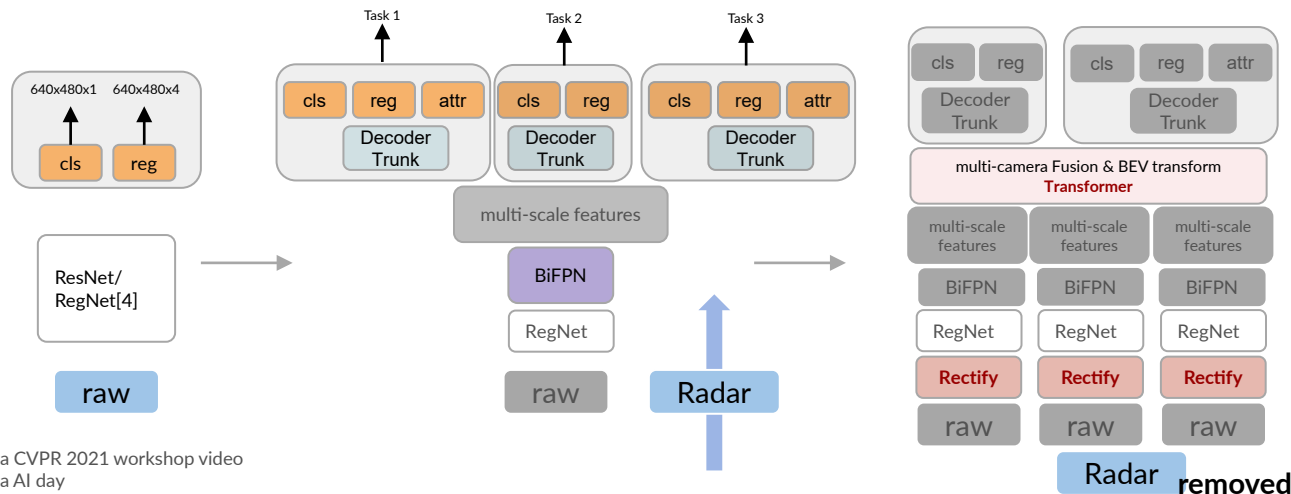 640x480x1
640x480x4
cls
reg
ResNet/
RegNet[4]
raw
a CVPR 2021 workshop video
a AI day
Task 1
Task 2
Task 3
cls
reg
attr
Decoder
Trunk
cls
reg
Decoder
Trunk
cls
reg
attr
Decoder
Trunk
multi-scale features
BiFPN
RegNet
raw
Radar
cls
reg
Decoder
Trunk
cls
reg
attr
Decoder
Trunk
multi-camera Fusion & BEV transform
Transformer
multi-scale
features
multi-scale
features
multi-scale
features
BiFPN
BiFPN
BiFPN
RegNet
RegNet
RegNet
Rectify
Rectify
Rectify
raw
raw
raw
Radar
removed